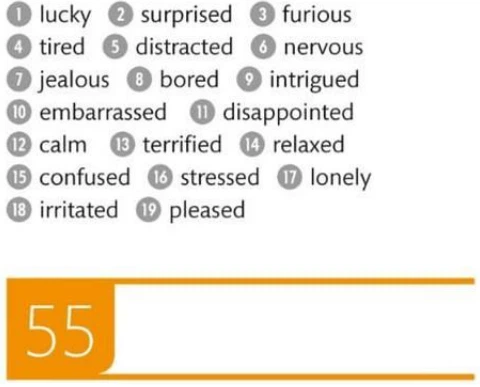 1 lucky 2 surprised 3 furious
4 tired 5 distracted 6 nervous
7 jealous 8 bored 9 intrigued
10 embarrassed 11 disappointed
12 calm 13 terrified 14 relaxed
15 confused 16 stressed 17 lonely
18 irritated 19 pleased
55